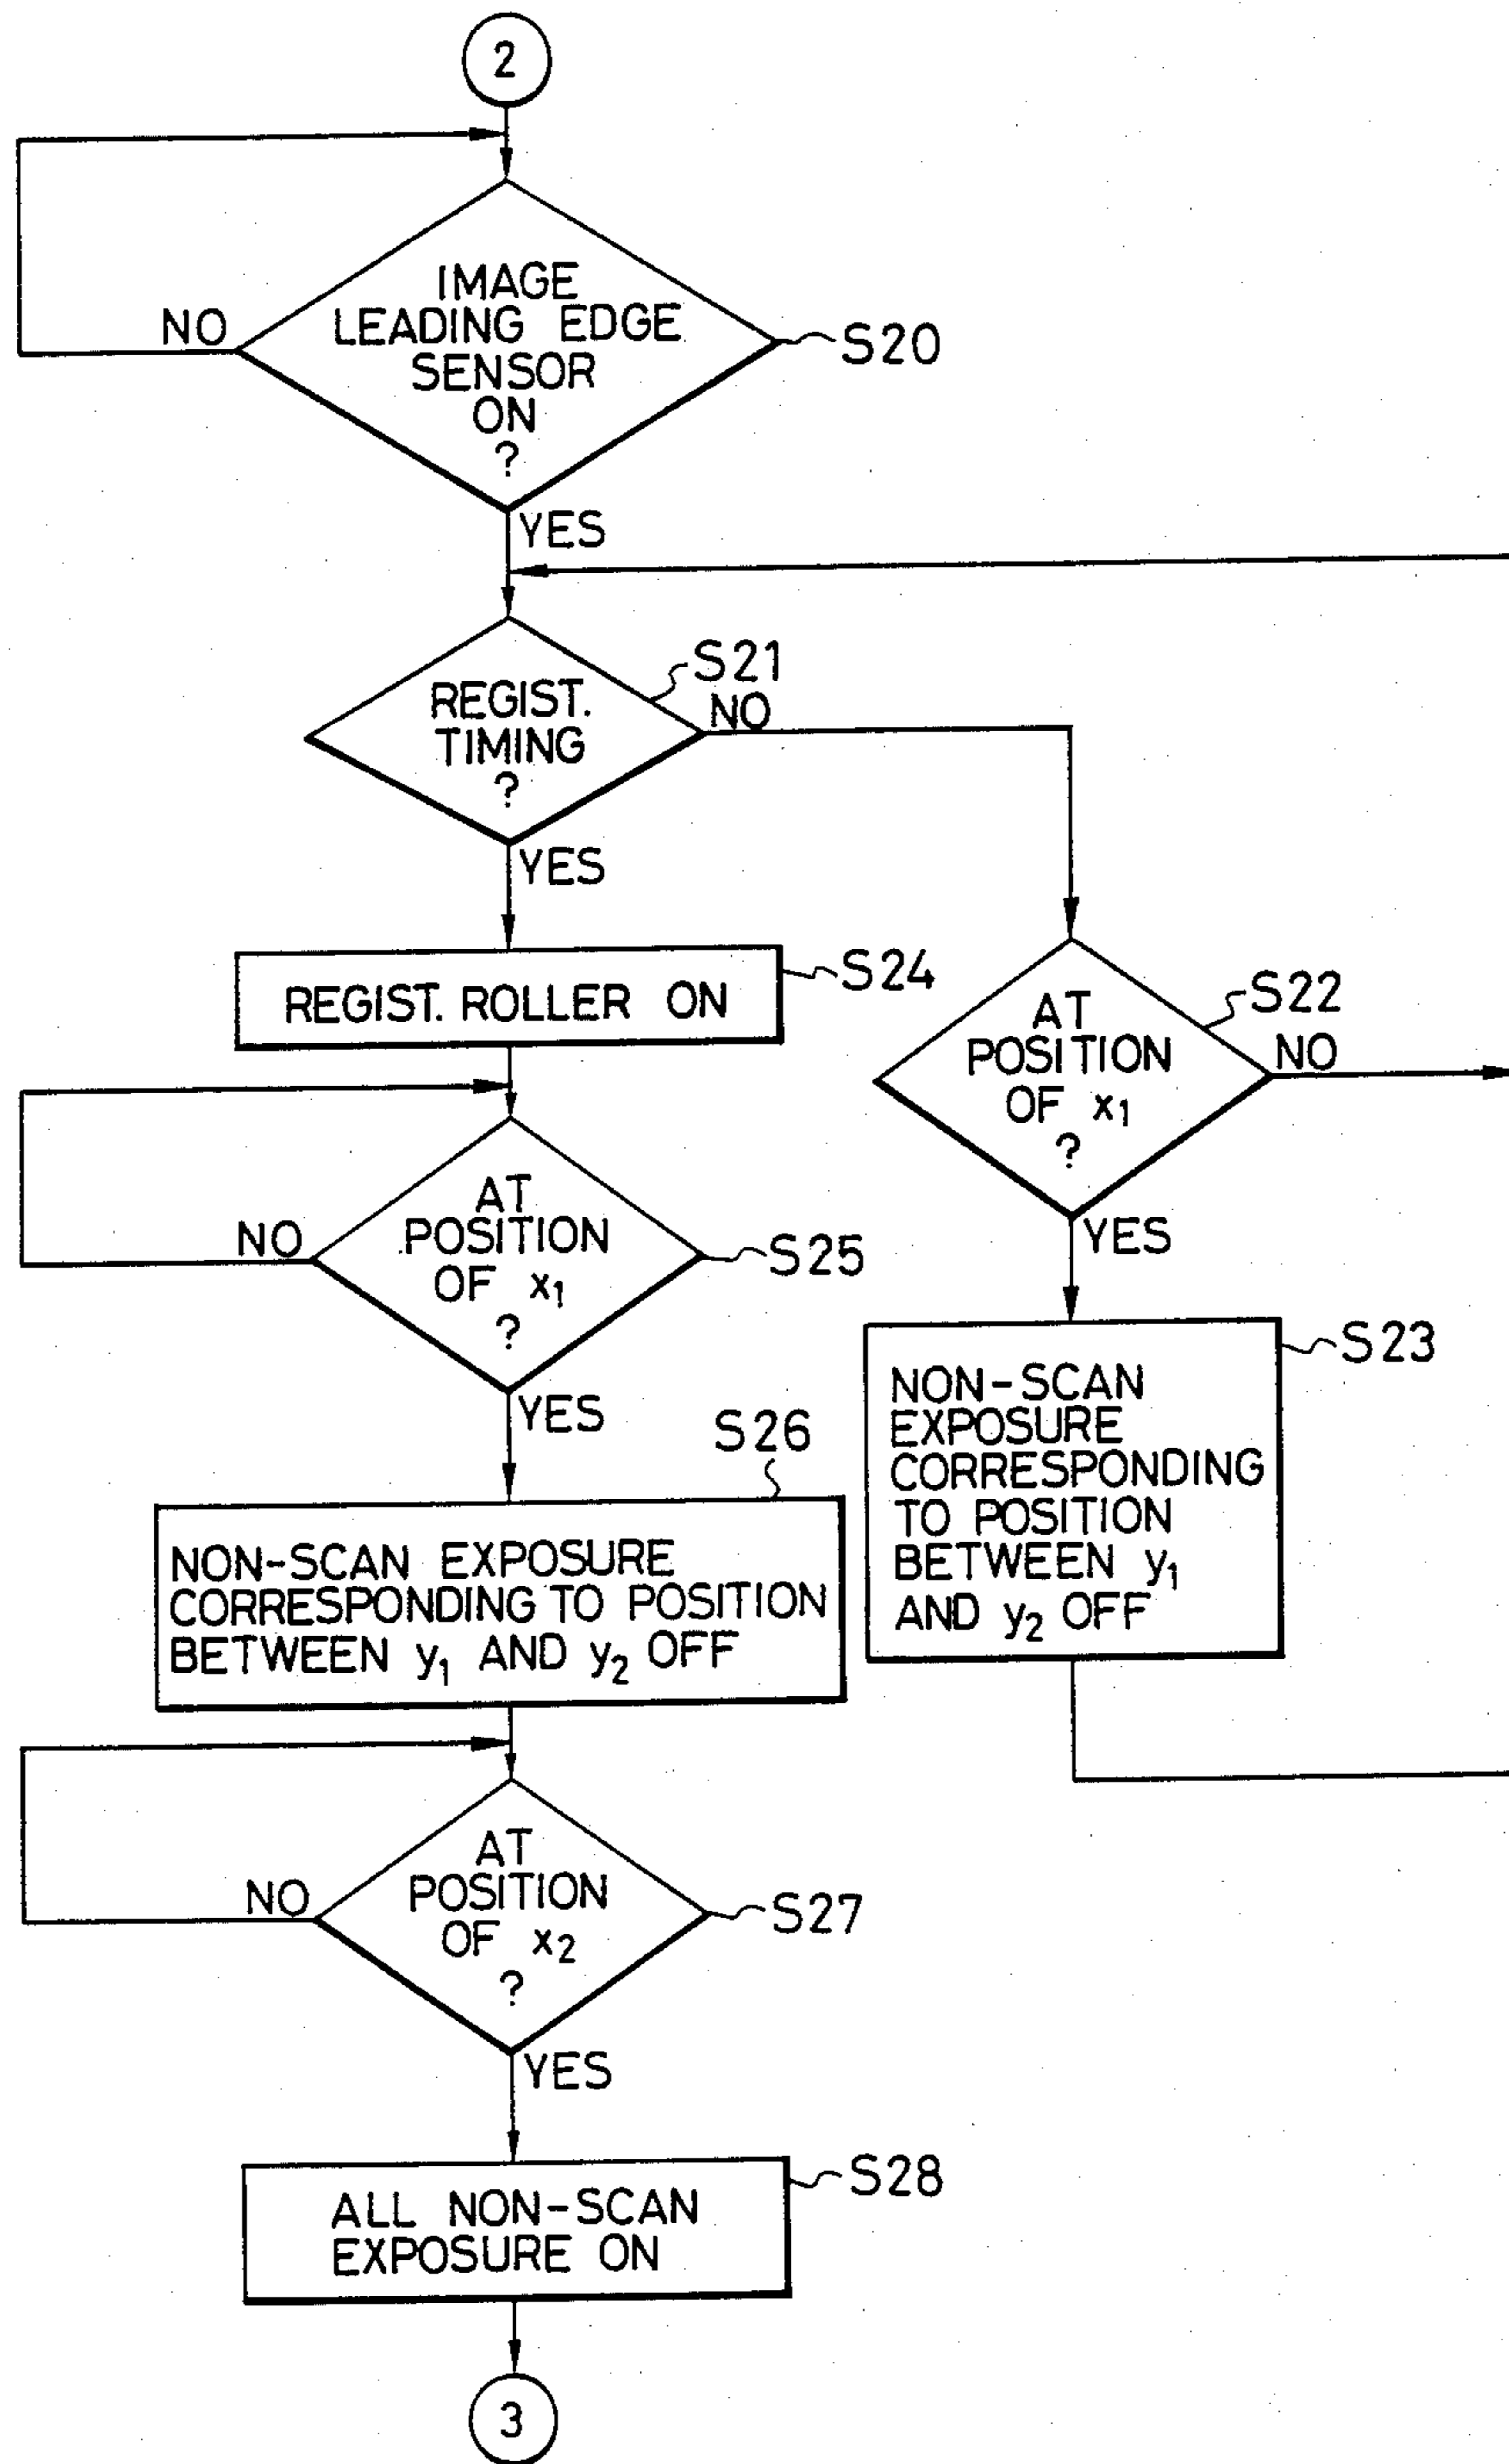 2
IMAGE
LEADING EDGE
SENSOR
ON
?
NO
S20
YES
S21
REGIST.
TIMING
?
NO
YES
REGIST. ROLLER ON
S24
S22
AT
POSITION
OF x₁
?
NO
YES
AT
POSITION
OF x₁
?
NO
S25
YES
S23
NON-SCAN
EXPOSURE
CORRESPONDING
TO POSITION
BETWEEN y₁
AND y₂ OFF
S26
NON-SCAN EXPOSURE
CORRESPONDING TO POSITION
BETWEEN y₁ AND y₂ OFF
AT
POSITION
OF x₂
?
NO
S27
YES
S28
ALL NON-SCAN
EXPOSURE ON
3